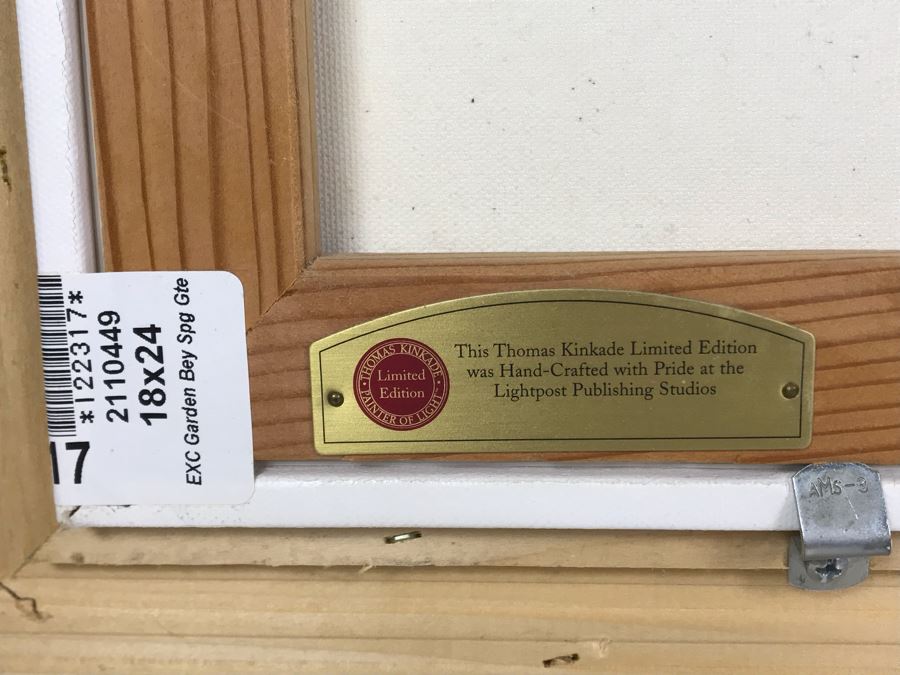 *122317*
2110449
18x24
EXC Garden Bey Spg Gte
17
THOMAS KINKADE
Limited
Edition
PAINTER OF LIGHT
This Thomas Kinkade Limited Edition
was Hand-Crafted with Pride at the
Lightpost Publishing Studios
AMS-3